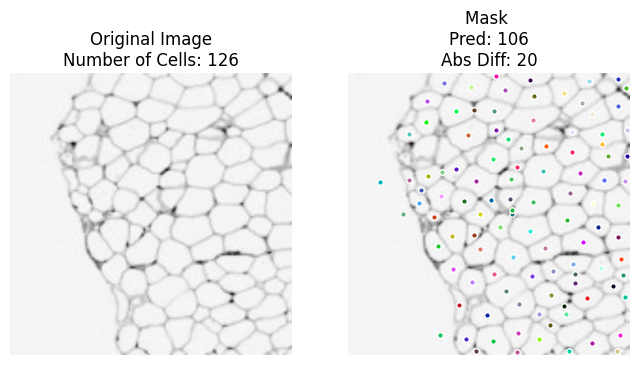 Original Image
Number of Cells: 126
Mask
Pred: 106
Abs Diff: 20